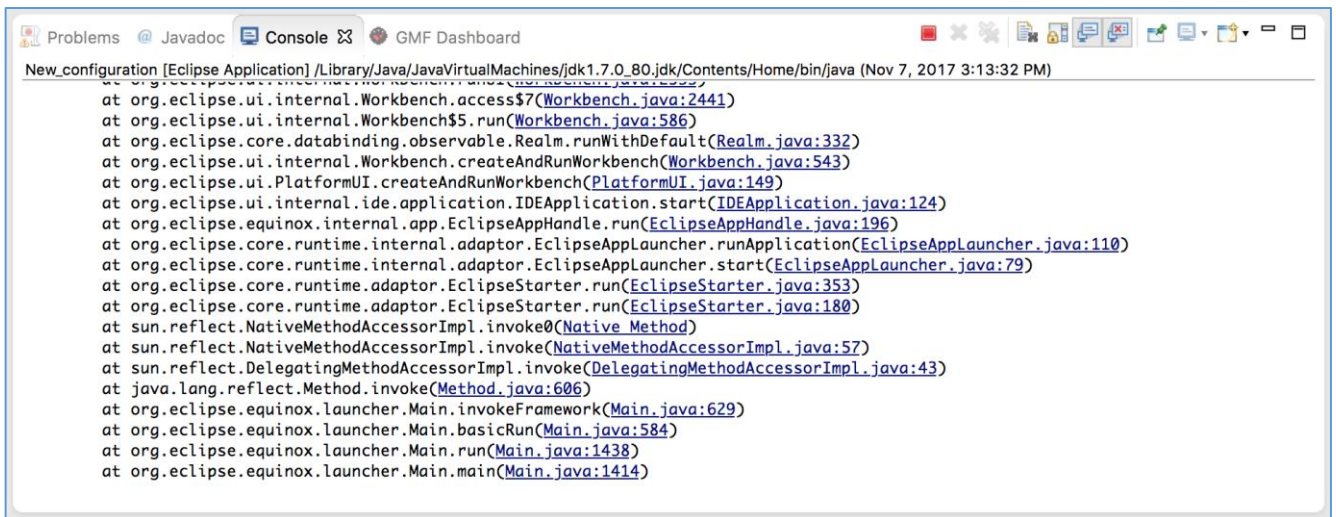 Problems @ Javadoc Console GMF Dashboard
New_configuration [Eclipse Application] /Library/Java/JavaVirtualMachines/jdk1.7.0_80.jdk/Contents/Home/bin/java (Nov 7, 2017 3:13:32 PM)
at org.eclipse.ui.internal.Workbench.access$7(Workbench.java:2441)
at org.eclipse.ui.internal.Workbench$5.run(Workbench.java:586)
at org.eclipse.core.databinding.observable.Realm.runWithDefault(Realm.java:332)
at org.eclipse.ui.internal.Workbench.createAndRunWorkbench(Workbench.java:543)
at org.eclipse.ui.PlatformUI.createAndRunWorkbench(PlatformUI.java:149)
at org.eclipse.ui.internal.ide.application.IDEApplication.start(IDEApplication.java:124)
at org.eclipse.equinox.internal.app.EclipseAppHandle.run(EclipseAppHandle.java:196)
at org.eclipse.core.runtime.internal.adaptor.EclipseAppLauncher.runApplication(EclipseAppLauncher.java:110)
at org.eclipse.core.runtime.internal.adaptor.EclipseAppLauncher.start(EclipseAppLauncher.java:79)
at org.eclipse.core.runtime.adaptor.EclipseStarter.run(EclipseStarter.java:353)
at org.eclipse.core.runtime.adaptor.EclipseStarter.run(EclipseStarter.java:180)
at sun.reflect.NativeMethodAccessorImpl.invoke0(Native Method)
at sun.reflect.NativeMethodAccessorImpl.invoke(NativeMethodAccessorImpl.java:57)
at sun.reflect.DelegatingMethodAccessorImpl.invoke(DelegatingMethodAccessorImpl.java:43)
at java.lang.reflect.Method.invoke(Method.java:606)
at org.eclipse.equinox.launcher.Main.invokeFramework(Main.java:629)
at org.eclipse.equinox.launcher.Main.basicRun(Main.java:584)
at org.eclipse.equinox.launcher.Main.run(Main.java:1438)
at org.eclipse.equinox.launcher.Main.main(Main.java:1414)